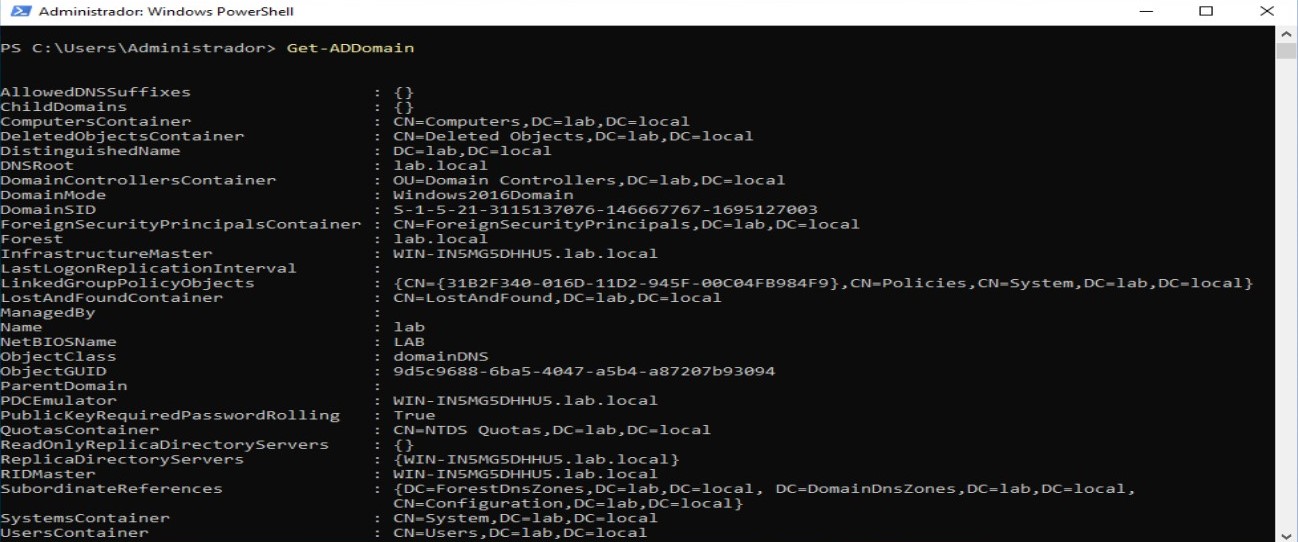 Administrador: Windows PowerShell
PS C:\Users\Administrador> Get-ADDomain
AllowedDNSSuffixes : {}
ChildDomains : {}
ComputersContainer : CN=Computers,DC=lab,DC=local
DeletedObjectsContainer : CN=Deleted Objects,DC=lab,DC=local
DistinguishedName : DC=lab,DC=local
DNSRoot : lab.local
DomainControllersContainer : OU=Domain Controllers,DC=lab,DC=local
DomainMode : Windows2016Domain
DomainSID : S-1-5-21-3115137076-146667767-1695127003
ForeignSecurityPrincipalsContainer : CN=ForeignSecurityPrincipals,DC=lab,DC=local
Forest : lab.local
InfrastructureMaster : WIN-IN5MG5DHHU5.lab.local
LastLogonReplicationInterval :
LinkedGroupPolicyObjects : {CN={31B2F340-016D-11D2-945F-00C04FB984F9},CN=Policies,CN=System,DC=lab,DC=local}
LostAndFoundContainer : CN=LostAndFound,DC=lab,DC=local
ManagedBy :
Name : lab
NetBIOSName : LAB
ObjectClass : domainDNS
ObjectGUID : 9d5c9688-6ba5-4047-a5b4-a87207b93094
ParentDomain :
PDCEmulator : WIN-IN5MG5DHHU5.lab.local
PublicKeyRequiredPasswordRolling : True
QuotasContainer : CN=NTDS Quotas,DC=lab,DC=local
ReadOnlyReplicaDirectoryServers : {}
ReplicaDirectoryServers : {WIN-IN5MG5DHHU5.lab.local}
RIDMaster : WIN-IN5MG5DHHU5.lab.local
SubordinateReferences : {DC=ForestDnsZones,DC=lab,DC=local, DC=DomainDnsZones,DC=lab,DC=local,
CN=Configuration,DC=lab,DC=local}
SystemsContainer : CN=System,DC=lab,DC=local
UsersContainer : CN=Users,DC=lab,DC=local